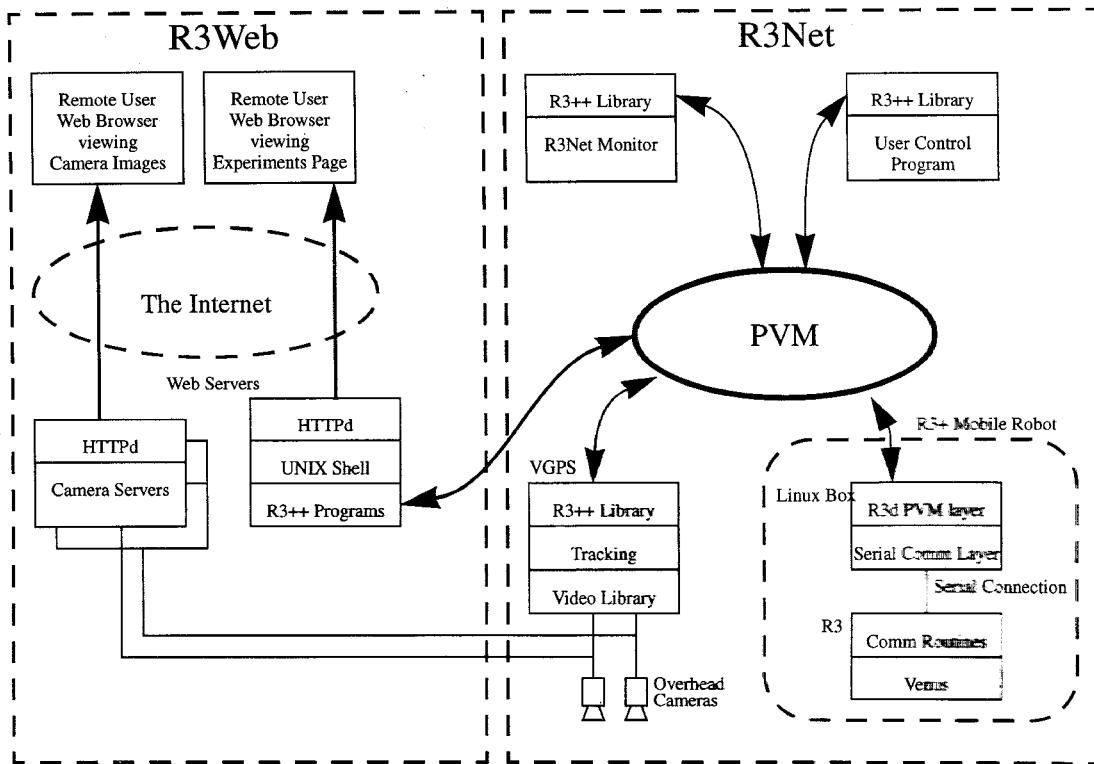 R3Web
R3Net
Remote User
Web Browser
viewing
Camera Images
Remote User
Web Browser
viewing
Experiments Page
R3++ Library
R3Net Monitor
R3++ Library
User Control
Program
The Internet
PVM
Web Servers
HTTPd
Camera Servers
HTTPd
UNIX Shell
R3++ Programs
VGPS
R3++ Library
Tracking
Video Library
Overhead
Cameras
R3+ Mobile Robot
Linux Box
R3d PVM layer
Serial Comm Layer
Serial Connection
R3
Comm Routines
Venus